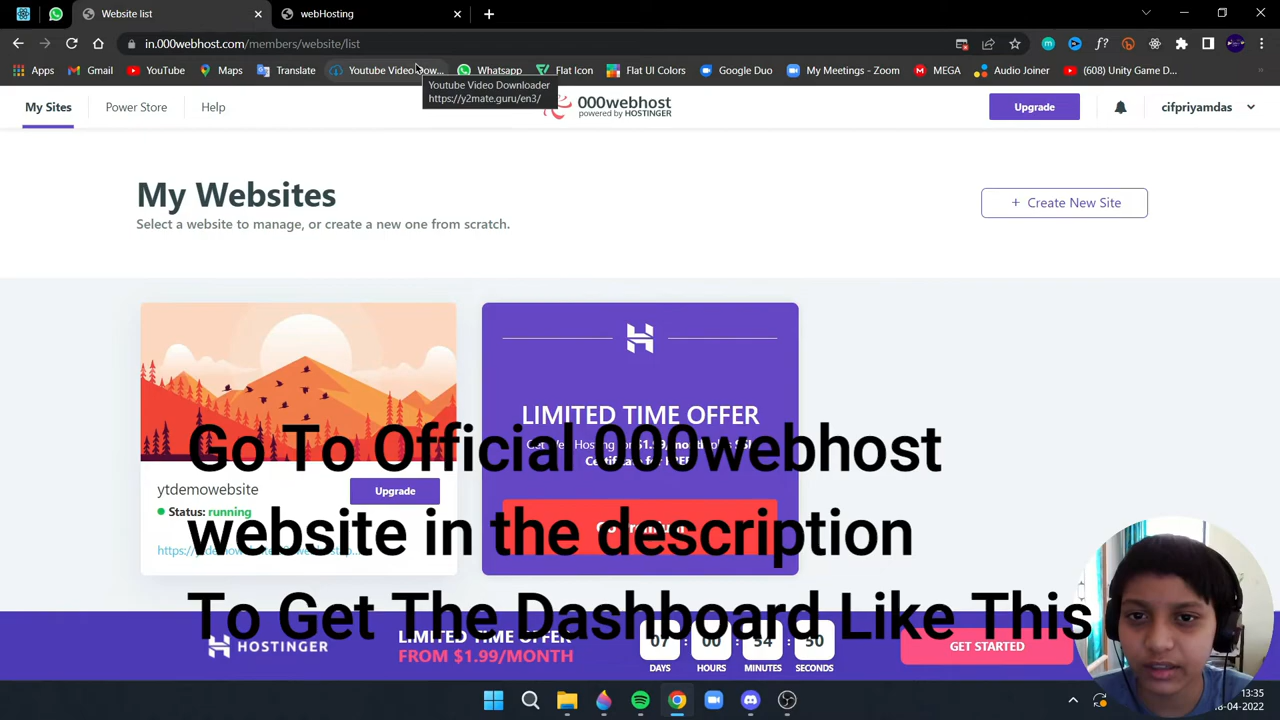 Website list
webHosting
in.000webhost.com/members/website/list
Apps
Gmail
YouTube
Maps
Translate
Youtube Video Dow...
Whatsapp
Flat Icon
Flat UI Colors
Google Duo
My Meetings - Zoom
MEGA
Audio Joiner
(608) Unity Game D...
Youtube Video Downloader
https://y2mate.guru/en3/
My Sites
Power Store
Help
000webhost
powered by HOSTINGER
Upgrade
cifpriyamdas
My Websites
Select a website to manage, or create a new one from scratch.
+ Create New Site
LIMITED TIME OFFER
Go To Official 000webhost
website in the description
To Get The Dashboard Like This
ytdemowebsite
Upgrade
Status: running
HOSTINGER
LIMITED TIME OFFER
FROM $1.99/MONTH
07 : 00 : 54 : 50
DAYS HOURS MINUTES SECONDS
GET STARTED
13:35
18-04-2022